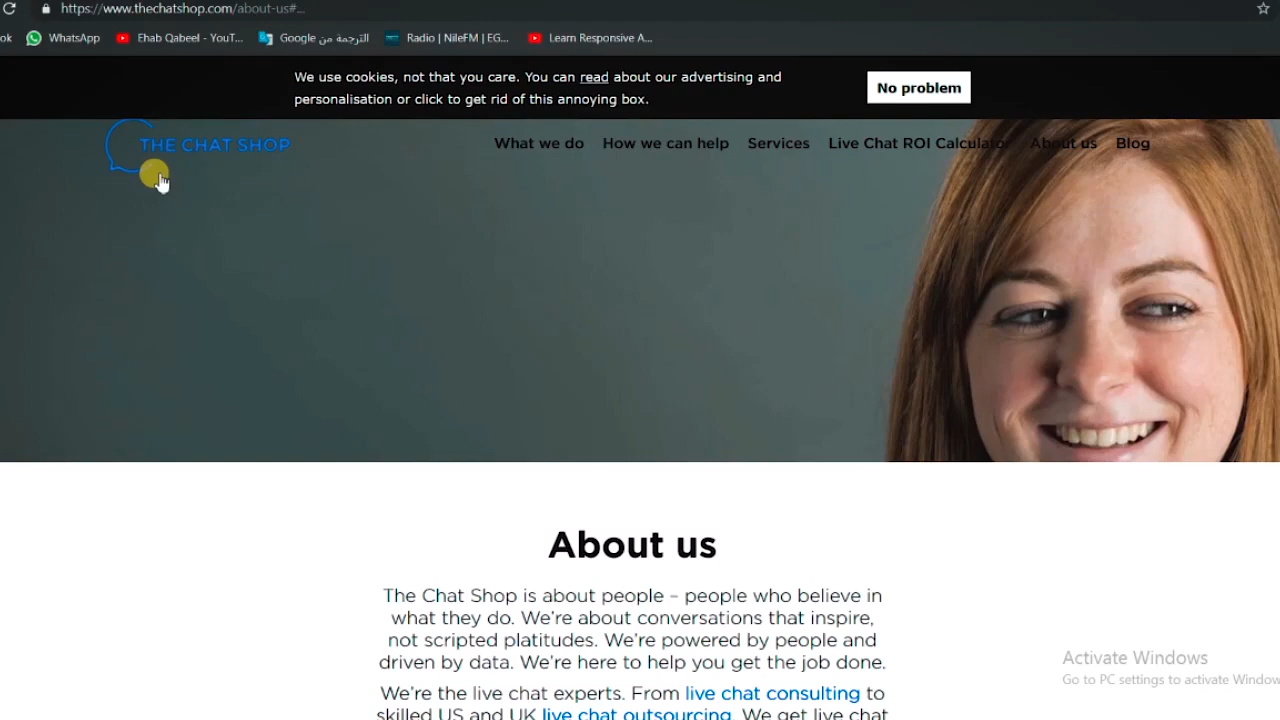 https://www.thechatshop.com/about-us#...
ok WhatsApp Ehab Qabeel - YouT... Google الترجمة من Radio | NileFM | EG... Learn Responsive A...
We use cookies, not that you care. You can read about our advertising and
personalisation or click to get rid of this annoying box.
No problem
THE CHAT SHOP
What we do How we can help Services Live Chat ROI Calculator About us Blog
About us
The Chat Shop is about people – people who believe in
what they do. We're about conversations that inspire,
not scripted platitudes. We're powered by people and
driven by data. We're here to help you get the job done.
We're the live chat experts. From live chat consulting to
skilled US and UK live chat outsourcing. We get live chat
Activate Windows
Go to PC settings to activate Window